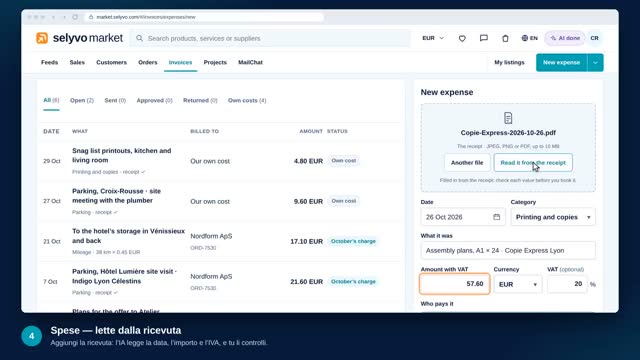 market.selyvo.com/#/invoices/expenses/new
selyvo market
Search products, services or suppliers
EUR
EN
AI done
CR
Feeds Sales Customers Orders Invoices Projects MailChat
My listings
New expense
All (6) Open (2) Sent (0) Approved (0) Returned (0) Own costs (4)
DATE WHAT BILLED TO AMOUNT STATUS
29 Oct
Snag list printouts, kitchen and
living room
Printing and copies · receipt ✓
Our own cost
4.80 EUR
Own cost
27 Oct
Parking, Croix-Rousse · site
meeting with the plumber
Parking · receipt ✓
Our own cost
9.60 EUR
Own cost
21 Oct
To the hotel's storage in Vénissieux
and back
Mileage · 38 km × 0.45 EUR
Nordform ApS
ORD-7530
17.10 EUR
October's charge
7 Oct
Parking, Hôtel Lumière site visit ·
Indigo Lyon Célestins
Parking · receipt ✓
Nordform ApS
ORD-7530
21.60 EUR
October's charge
Plans for the offer to Atelier
Nordform ApS
New expense
Copie-Express-2026-10-26.pdf
The receipt · JPEG, PNG or PDF, up to 10 MB
Another file
Read it from the receipt
Filled in from the receipt: check each value before you book it.
Date
26 Oct 2026
Category
Printing and copies
What it was
Assembly plans, A1 × 24 · Copie Express Lyon
Amount with VAT
57.60
Currency
EUR
VAT (optional)
20 %
Who pays it
4
Spese — lette dalla ricevuta
Aggiungi la ricevuta: l'IA legge la data, l'importo e l'IVA, e tu li controlli.